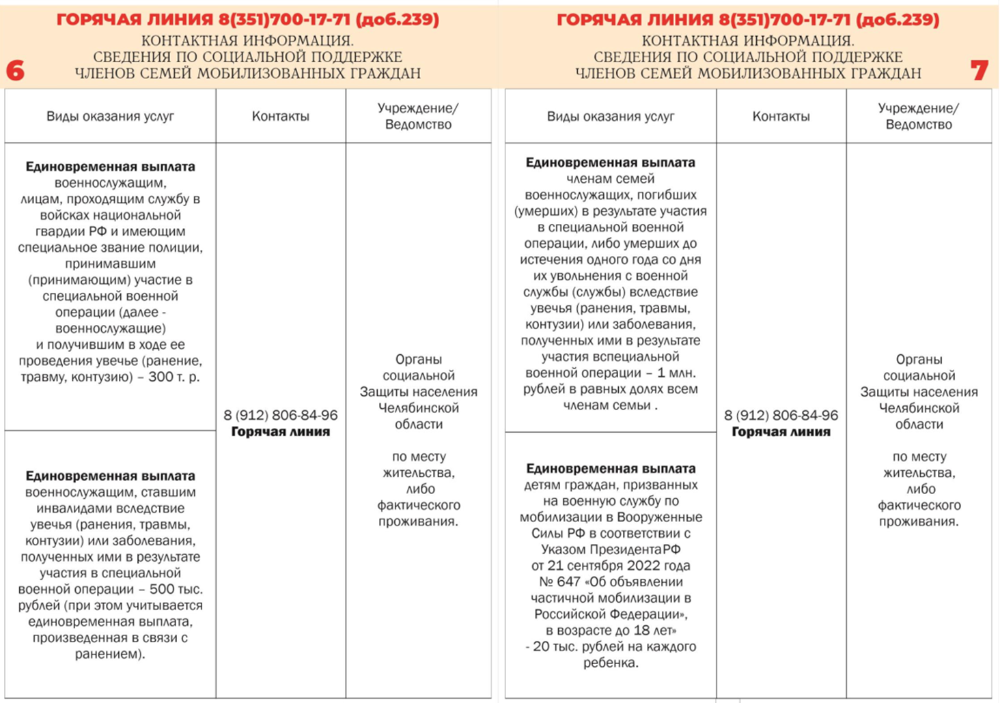 ГОРЯЧАЯ ЛИНИЯ 8(351)700-17-71 (доб.239)
КОНТАКТНАЯ ИНФОРМАЦИЯ.
СВЕДЕНИЯ ПО СОЦИАЛЬНОЙ ПОДДЕРЖКЕ
ЧЛЕНОВ СЕМЕЙ МОБИЛИЗОВАННЫХ ГРАЖДАН
6
Виды оказания услуг
Контакты
Учреждение/
Ведомство
Единовременная выплата
военнослужащим,
лицам, проходящим службу в
войсках национальной
гвардии РФ и имеющим
специальное звание полиции,
принимавшим
(принимающим) участие в
специальной военной
операции (далее -
военнослужащие)
и получившим в ходе ее
проведения увечье (ранение,
травму, контузию) – 300 т. р.
Единовременная выплата
военнослужащим, ставшим
инвалидами вследствие
увечья (ранения, травмы,
контузии) или заболевания,
полученных ими в результате
участия в специальной
военной операции – 500 тыс.
рублей (при этом учитывается
единовременная выплата,
произведенная в связи с
ранением).
8 (912) 806-84-96
Горячая линия
Органы
социальной
Защиты населения
Челябинской
области
по месту
жительства,
либо
фактического
проживания.
ГОРЯЧАЯ ЛИНИЯ 8(351)700-17-71 (доб.239)
КОНТАКТНАЯ ИНФОРМАЦИЯ.
СВЕДЕНИЯ ПО СОЦИАЛЬНОЙ ПОДДЕРЖКЕ
ЧЛЕНОВ СЕМЕЙ МОБИЛИЗОВАННЫХ ГРАЖДАН
7
Виды оказания услуг
Контакты
Учреждение/
Ведомство
Единовременная выплата
членам семей
военнослужащих, погибших
(умерших) в результате участия
в специальной военной
операции, либо умерших до
истечения одного года со дня
их увольнения с военной
службы (службы) вследствие
увечья (ранения, травмы,
контузии) или заболевания,
полученных ими в результате
участия вспециальной
военной операции – 1 млн.
рублей в равных долях всем
членам семьи .
Единовременная выплата
детям граждан, призванных
на военную службу по
мобилизации в Вооруженные
Силы РФ в соответствии с
Указом ПрезидентаРФ
от 21 сентября 2022 года
№ 647 «Об объявлении
частичной мобилизации в
Российской Федерации»,
в возрасте до 18 лет»
- 20 тыс. рублей на каждого
ребенка.
8 (912) 806-84-96
Горячая линия
Органы
социальной
Защиты населения
Челябинской
области
по месту
жительства,
либо
фактического
проживания.